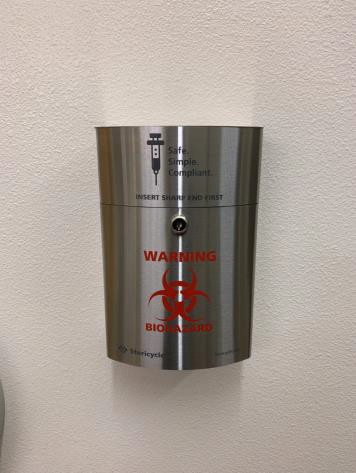 Safe.
Simple.
Compliant.
INSERT SHARP END FIRST
WARNING
BIOHAZARD
Stericycle